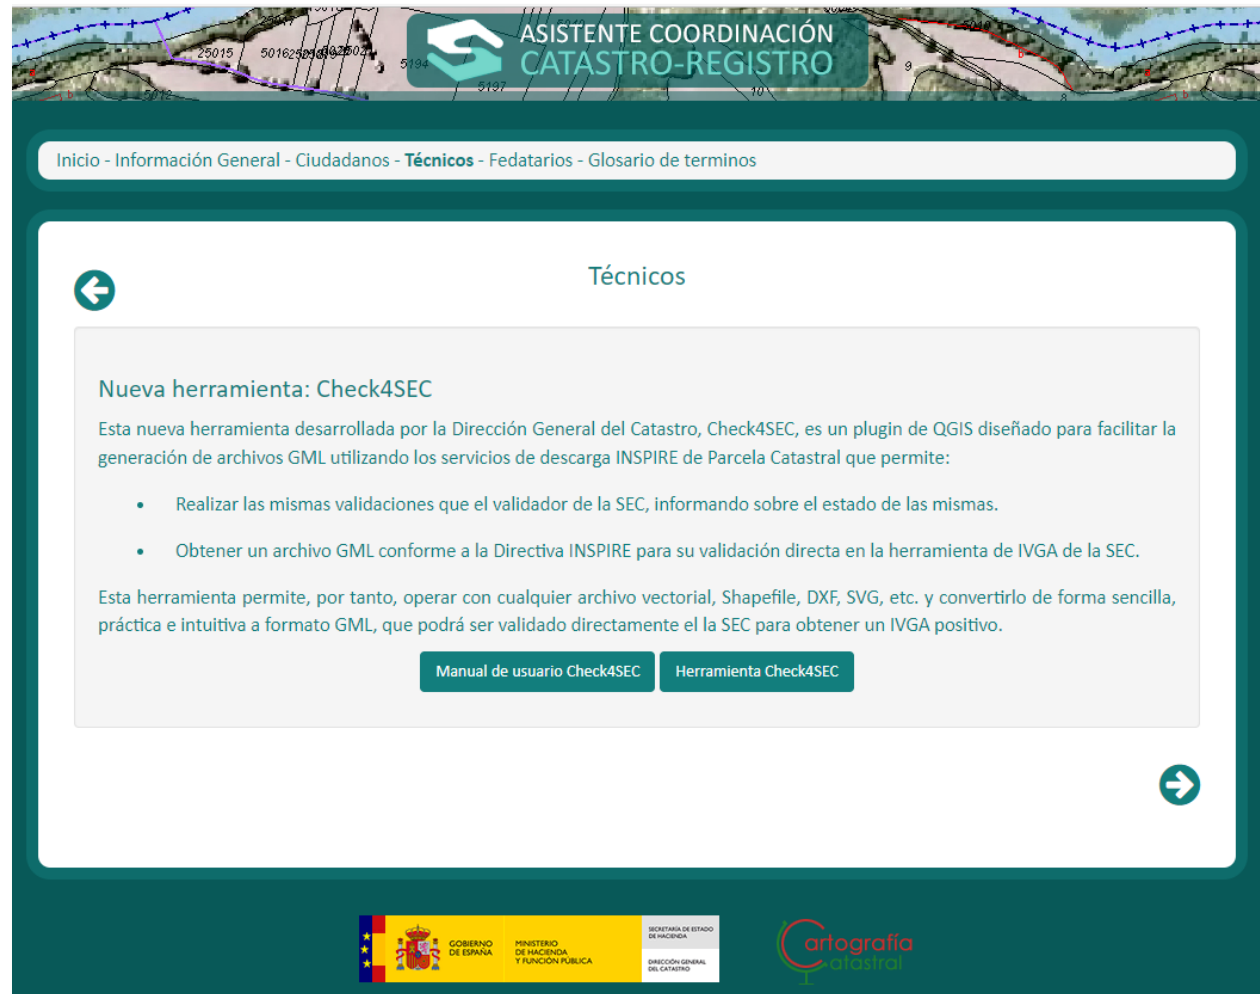 25015
5194
5197
10
9
8
ASISTENTE COORDINACIÓN
CATASTRO-REGISTRO
Inicio - Información General - Ciudadanos - Técnicos - Fedatarios - Glosario de terminos
Técnicos
Nueva herramienta: Check4SEC
Esta nueva herramienta desarrollada por la Dirección General del Catastro, Check4SEC, es un plugin de QGIS diseñado para facilitar la
generación de archivos GML utilizando los servicios de descarga INSPIRE de Parcela Catastral que permite:
• Realizar las mismas validaciones que el validador de la SEC, informando sobre el estado de las mismas.
• Obtener un archivo GML conforme a la Directiva INSPIRE para su validación directa en la herramienta de IVGA de la SEC.
Esta herramienta permite, por tanto, operar con cualquier archivo vectorial, Shapefile, DXF, SVG, etc. y convertirlo de forma sencilla,
práctica e intuitiva a formato GML, que podrá ser validado directamente el la SEC para obtener un IVGA positivo.
Manual de usuario Check4SEC
Herramienta Check4SEC
GOBIERNO
DE ESPAÑA
MINISTERIO
DE HACIENDA
Y FUNCIÓN PÚBLICA
SECRETARÍA DE ESTADO
DE HACIENDA
DIRECCIÓN GENERAL
DEL CATASTRO
Cartografía
Catastral